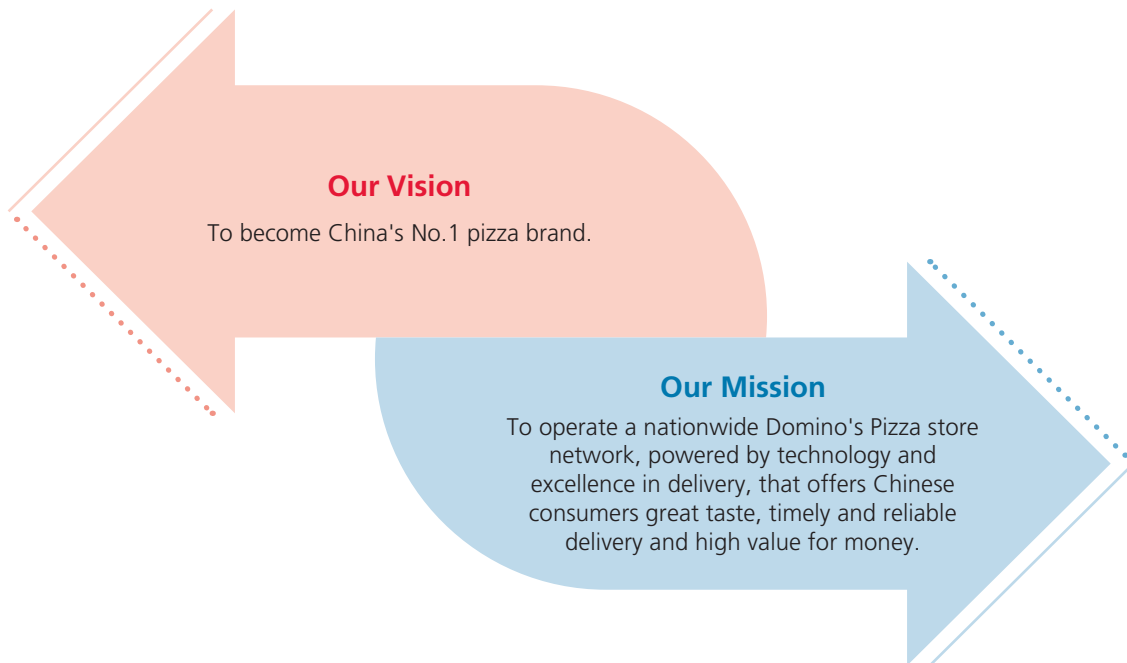 Our Vision
To become China's No.1 pizza brand.
Our Mission
To operate a nationwide Domino's Pizza store
network, powered by technology and
excellence in delivery, that offers Chinese
consumers great taste, timely and reliable
delivery and high value for money.